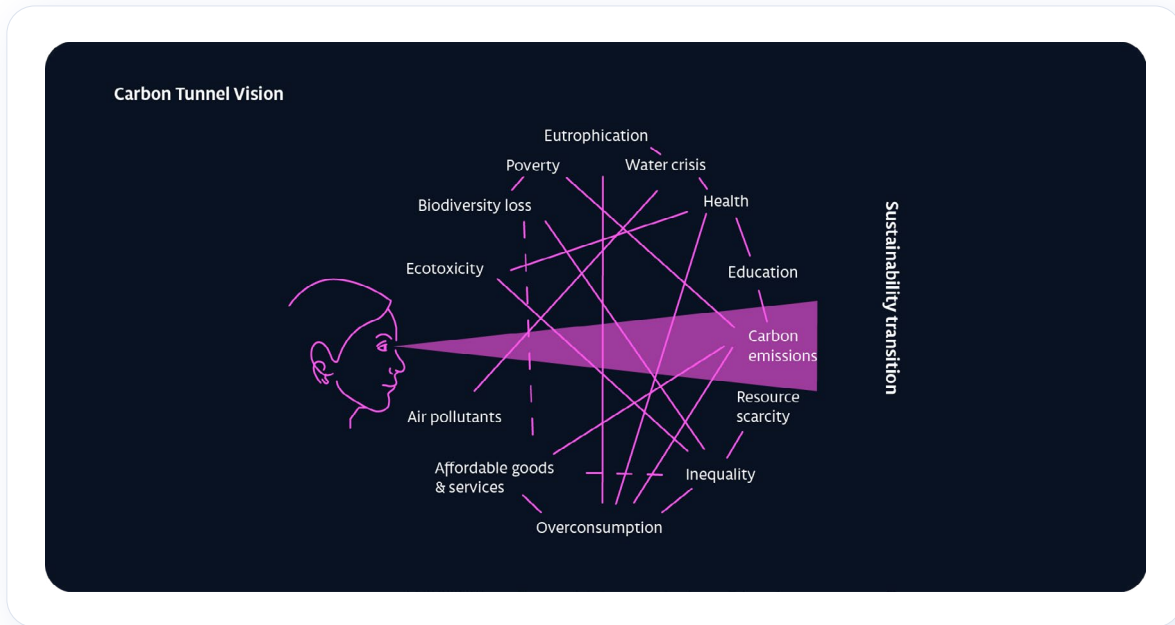 Carbon Tunnel Vision
Eutrophication
Poverty
Water crisis
Biodiversity loss
Health
Ecotoxicity
Education
Carbon
emissions
Resource
scarcity
Air pollutants
Affordable goods
& services
Inequality
Overconsumption
Sustainability transition